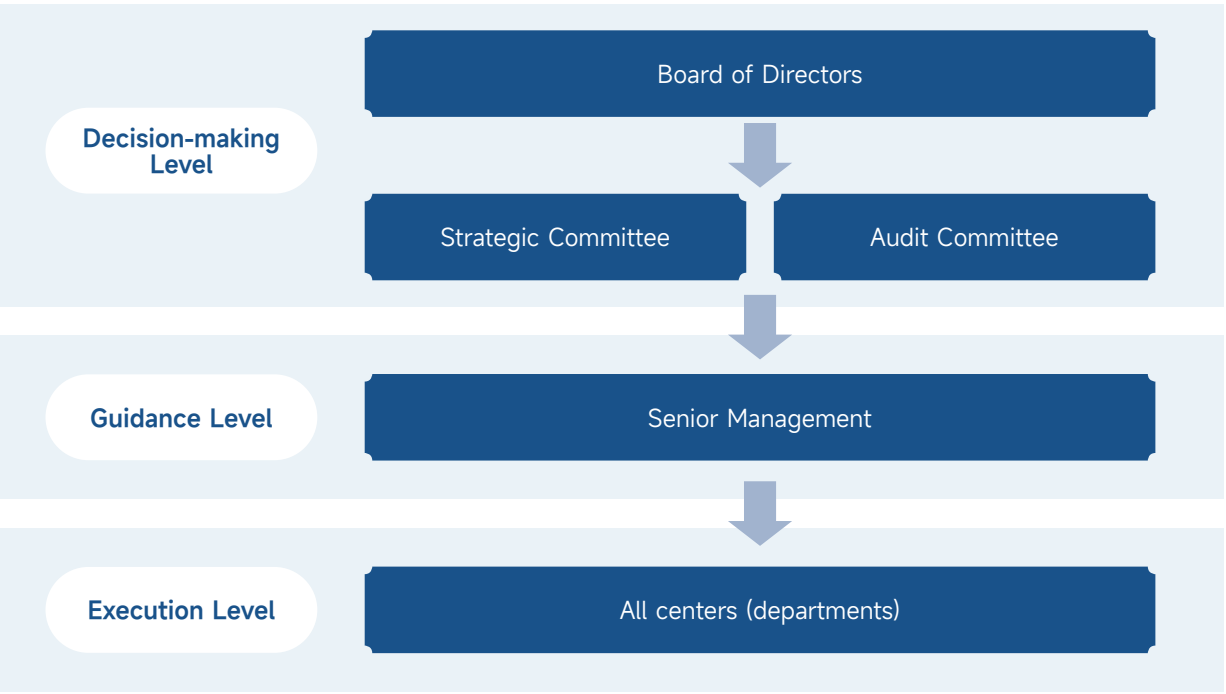 Board of Directors
Decision-making
Level
Strategic Committee
Audit Committee
Guidance Level
Senior Management
Execution Level
All centers (departments)